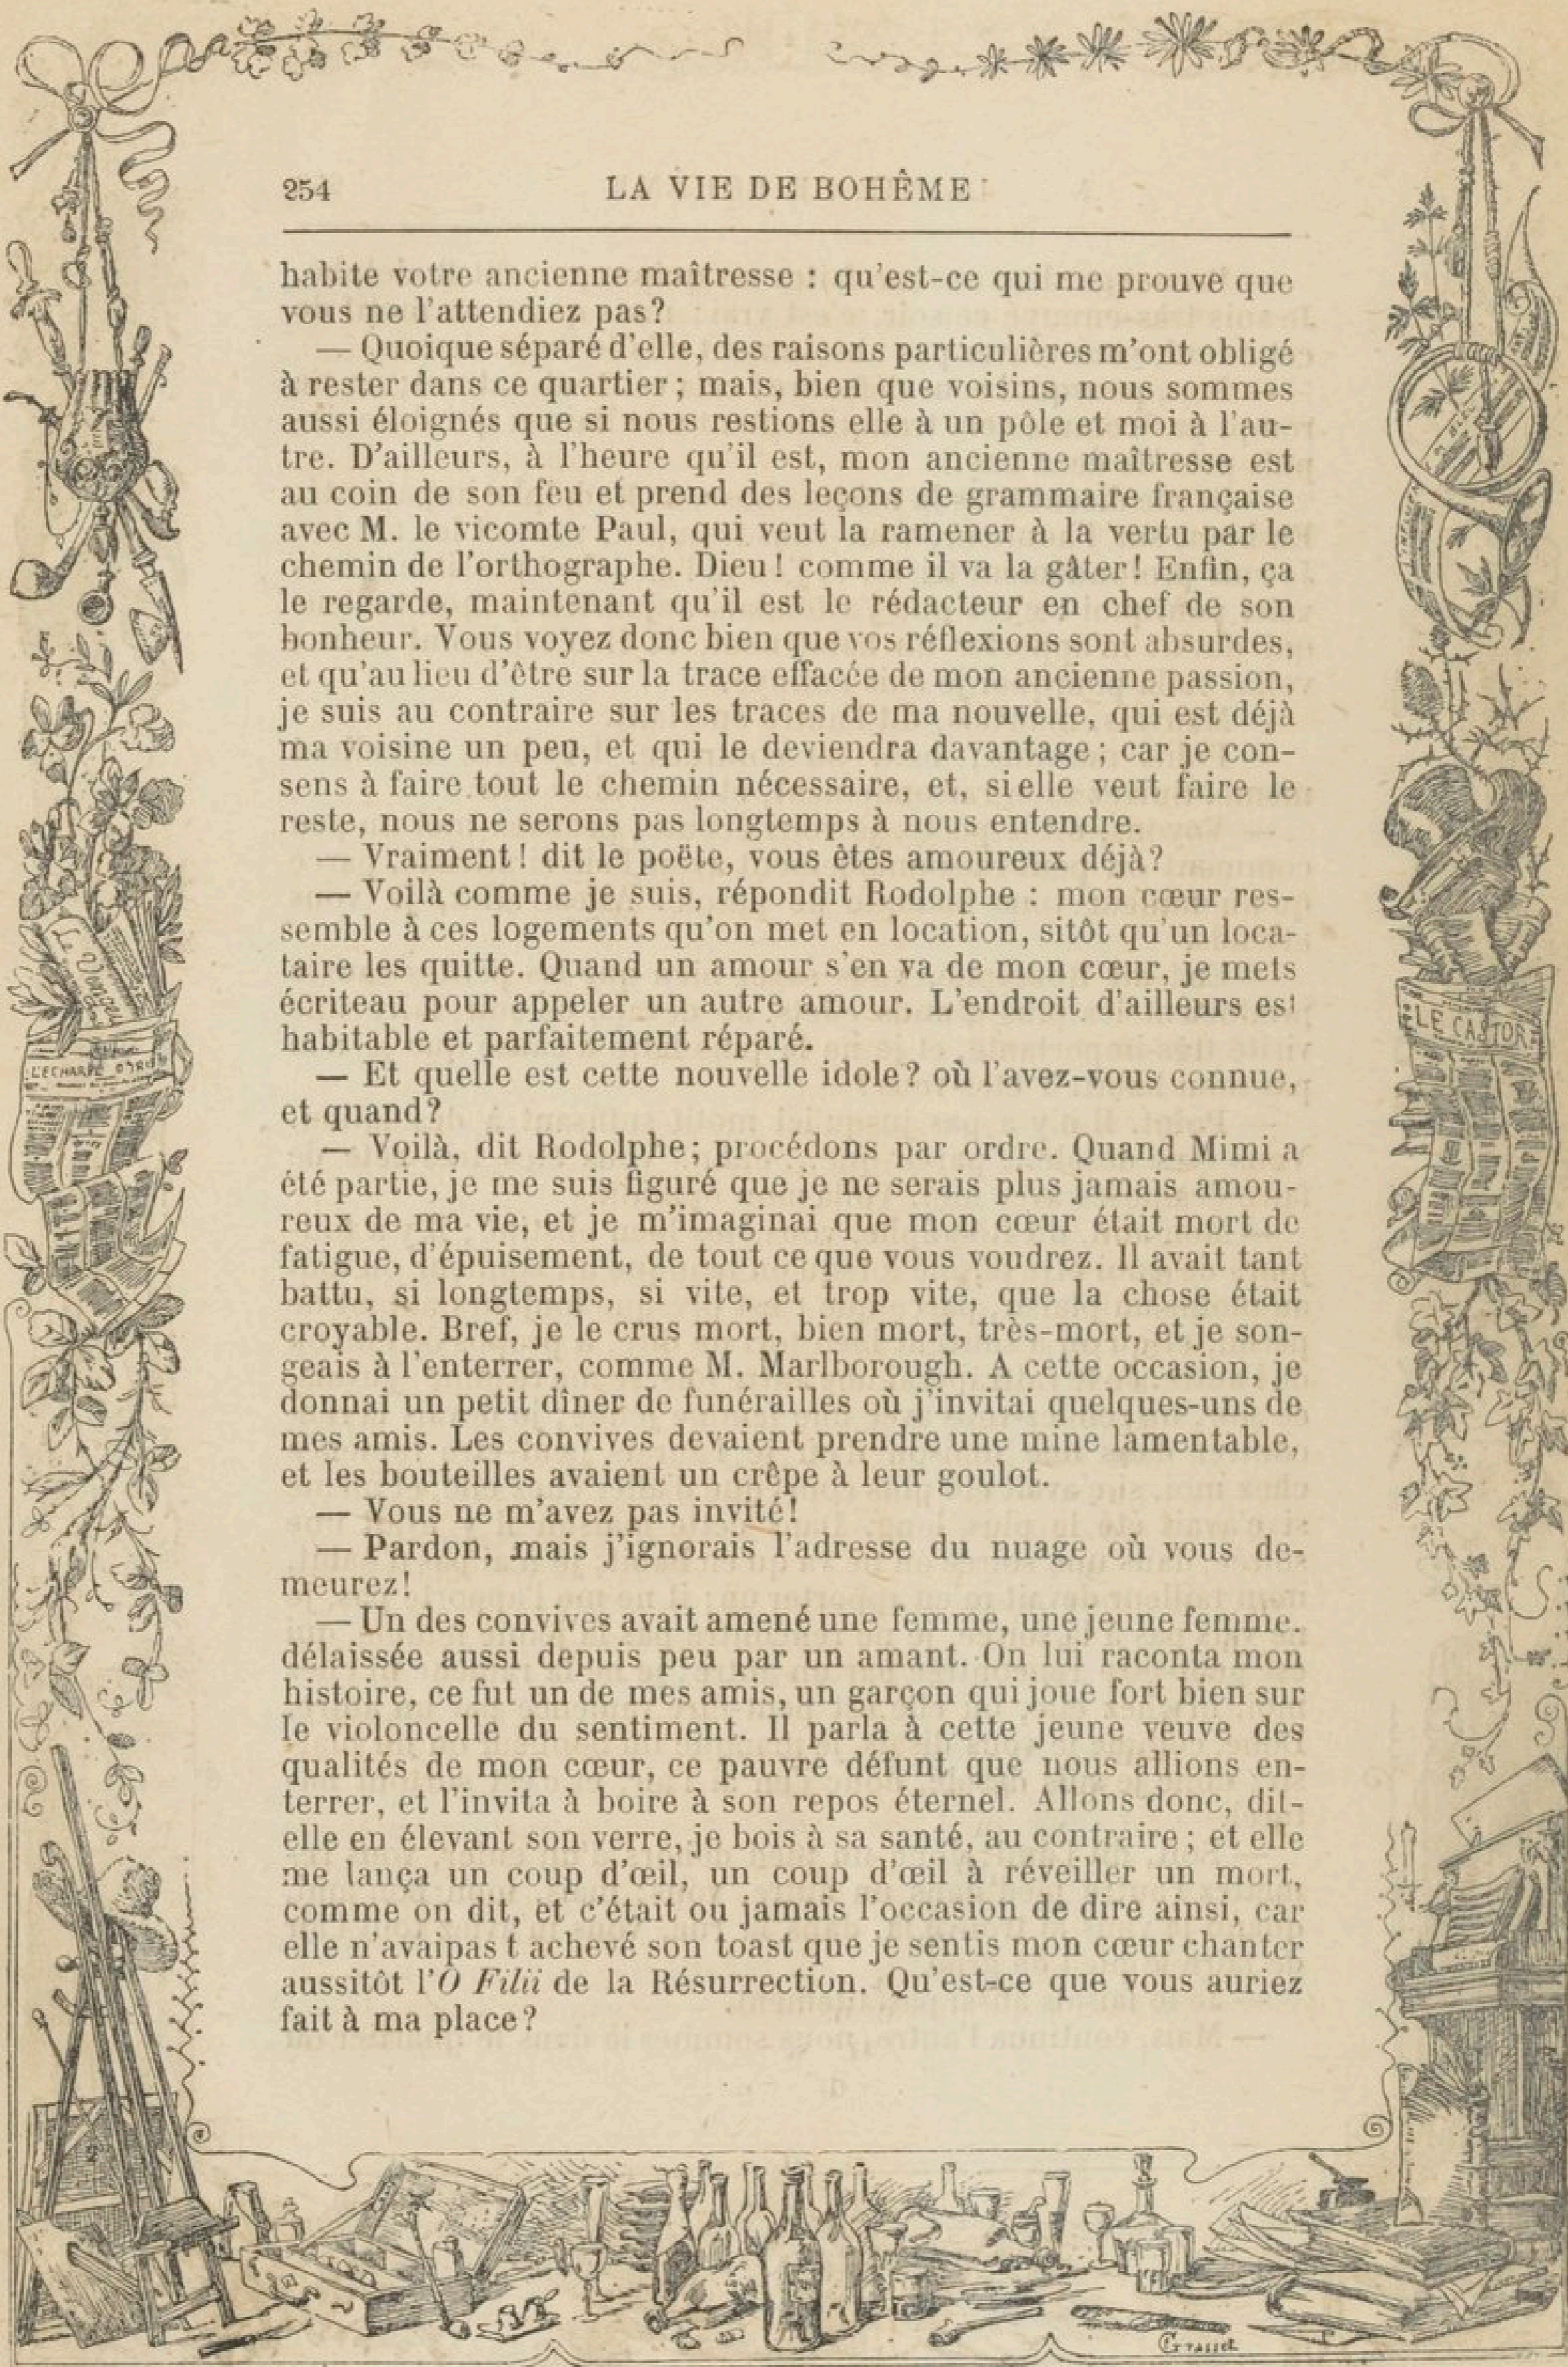 254
LA VIE DE BOHÊME
habite votre ancienne maîtresse : qu'est-ce qui me prouve que
vous ne l'attendiez pas?
— Quoique séparé d'elle, des raisons particulières m'ont obligé
à rester dans ce quartier ; mais, bien que voisins, nous sommes
aussi éloignés que si nous restions elle à un pôle et moi à l'au-
tre. D'ailleurs, à l'heure qu'il est, mon ancienne maîtresse est
au coin de son feu et prend des leçons de grammaire française
avec M. le vicomte Paul, qui veut la ramener à la vertu par le
chemin de l'orthographe. Dieu ! comme il va la gâter ! Enfin, ça
le regarde, maintenant qu'il est le rédacteur en chef de son
bonheur. Vous voyez donc bien que vos réflexions sont absurdes,
et qu'au lieu d'être sur la trace effacée de mon ancienne passion,
je suis au contraire sur les traces de ma nouvelle, qui est déjà
ma voisine un peu, et qui le deviendra davantage ; car je con-
sens à faire tout le chemin nécessaire, et, si elle veut faire le
reste, nous ne serons pas longtemps à nous entendre.
— Vraiment ! dit le poëte, vous êtes amoureux déjà?
— Voilà comme je suis, répondit Rodolphe : mon cœur res-
semble à ces logements qu'on met en location, sitôt qu'un loca-
taire les quitte. Quand un amour s'en va de mon cœur, je mets
écriteau pour appeler un autre amour. L'endroit d'ailleurs est
habitable et parfaitement réparé.
— Et quelle est cette nouvelle idole? où l'avez-vous connue,
et quand?
— Voilà, dit Rodolphe; procédons par ordre. Quand Mimi a
été partie, je me suis figuré que je ne serais plus jamais amou-
reux de ma vie, et je m'imaginai que mon cœur était mort de
fatigue, d'épuisement, de tout ce que vous voudrez. Il avait tant
battu, si longtemps, si vite, et trop vite, que la chose était
croyable. Bref, je le crus mort, bien mort, très-mort, et je son-
geais à l'enterrer, comme M. Marlborough. A cette occasion, je
donnai un petit dîner de funérailles où j'invitai quelques-uns de
mes amis. Les convives devaient prendre une mine lamentable,
et les bouteilles avaient un crêpe à leur goulot.
— Vous ne m'avez pas invité!
— Pardon, mais j'ignorais l'adresse du nuage où vous de-
meurez!
— Un des convives avait amené une femme, une jeune femme.
délaissée aussi depuis peu par un amant. On lui raconta mon
histoire, ce fut un de mes amis, un garçon qui joue fort bien sur
le violoncelle du sentiment. Il parla à cette jeune veuve des
qualités de mon cœur, ce pauvre défunt que nous allions en-
terrer, et l'invita à boire à son repos éternel. Allons donc, dit-
elle en élevant son verre, je bois à sa santé, au contraire ; et elle
me lança un coup d'œil, un coup d'œil à réveiller un mort,
comme on dit, et c'était ou jamais l'occasion de dire ainsi, car
elle n'avaipas t achevé son toast que je sentis mon cœur chanter
aussitôt l'O Filii de la Résurrection. Qu'est-ce que vous auriez
fait à ma place?
L'ECHARPE
LE CASTOR
Grasset